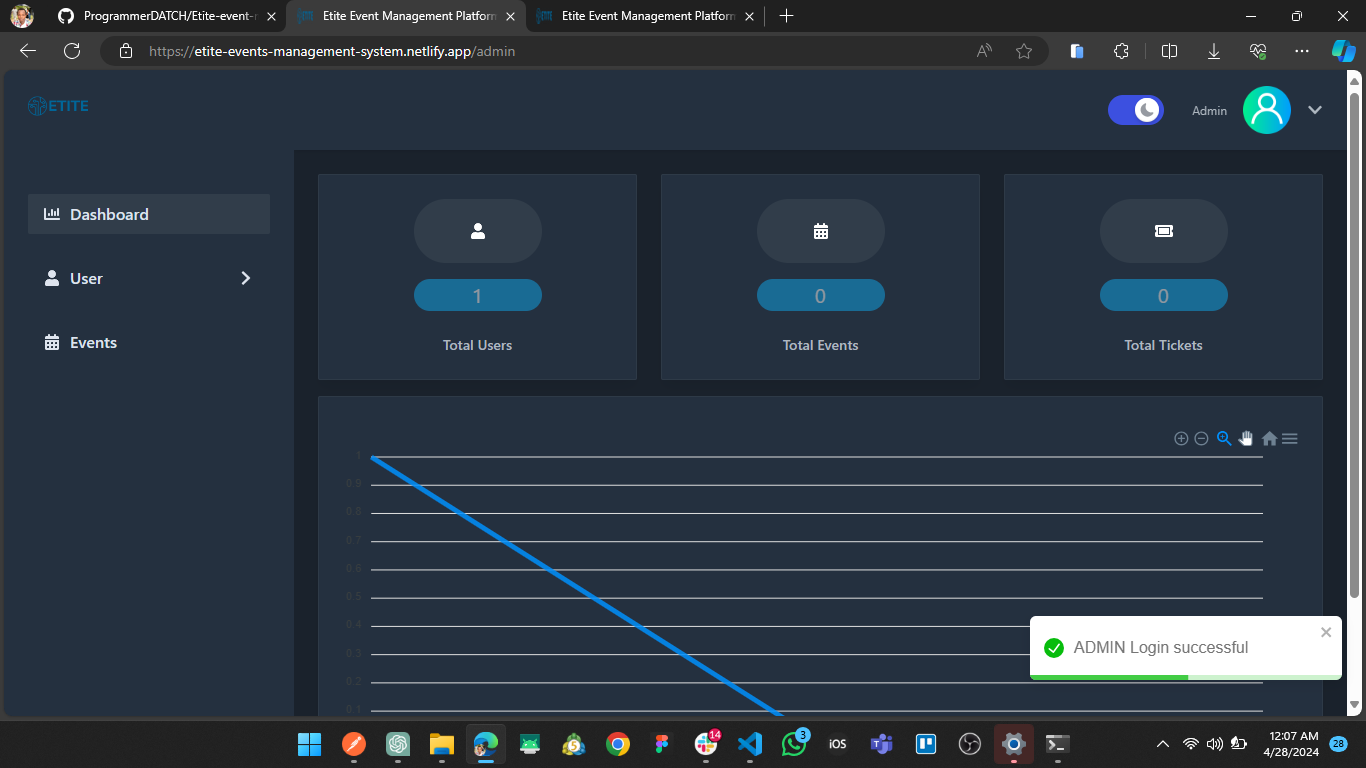 ProgrammerDATCH/Etite-event-
Etite Event Management Platform
Etite Event Management Platform
https://etite-events-management-system.netlify.app/admin
ETITE
Admin
Dashboard
User
Events
1
Total Users
0
Total Events
0
Total Tickets
1
0.9
0.8
0.7
0.6
0.5
0.4
0.3
0.2
0.1
ADMIN Login successful
14
3
iOS
12:07 AM
4/28/2024
28